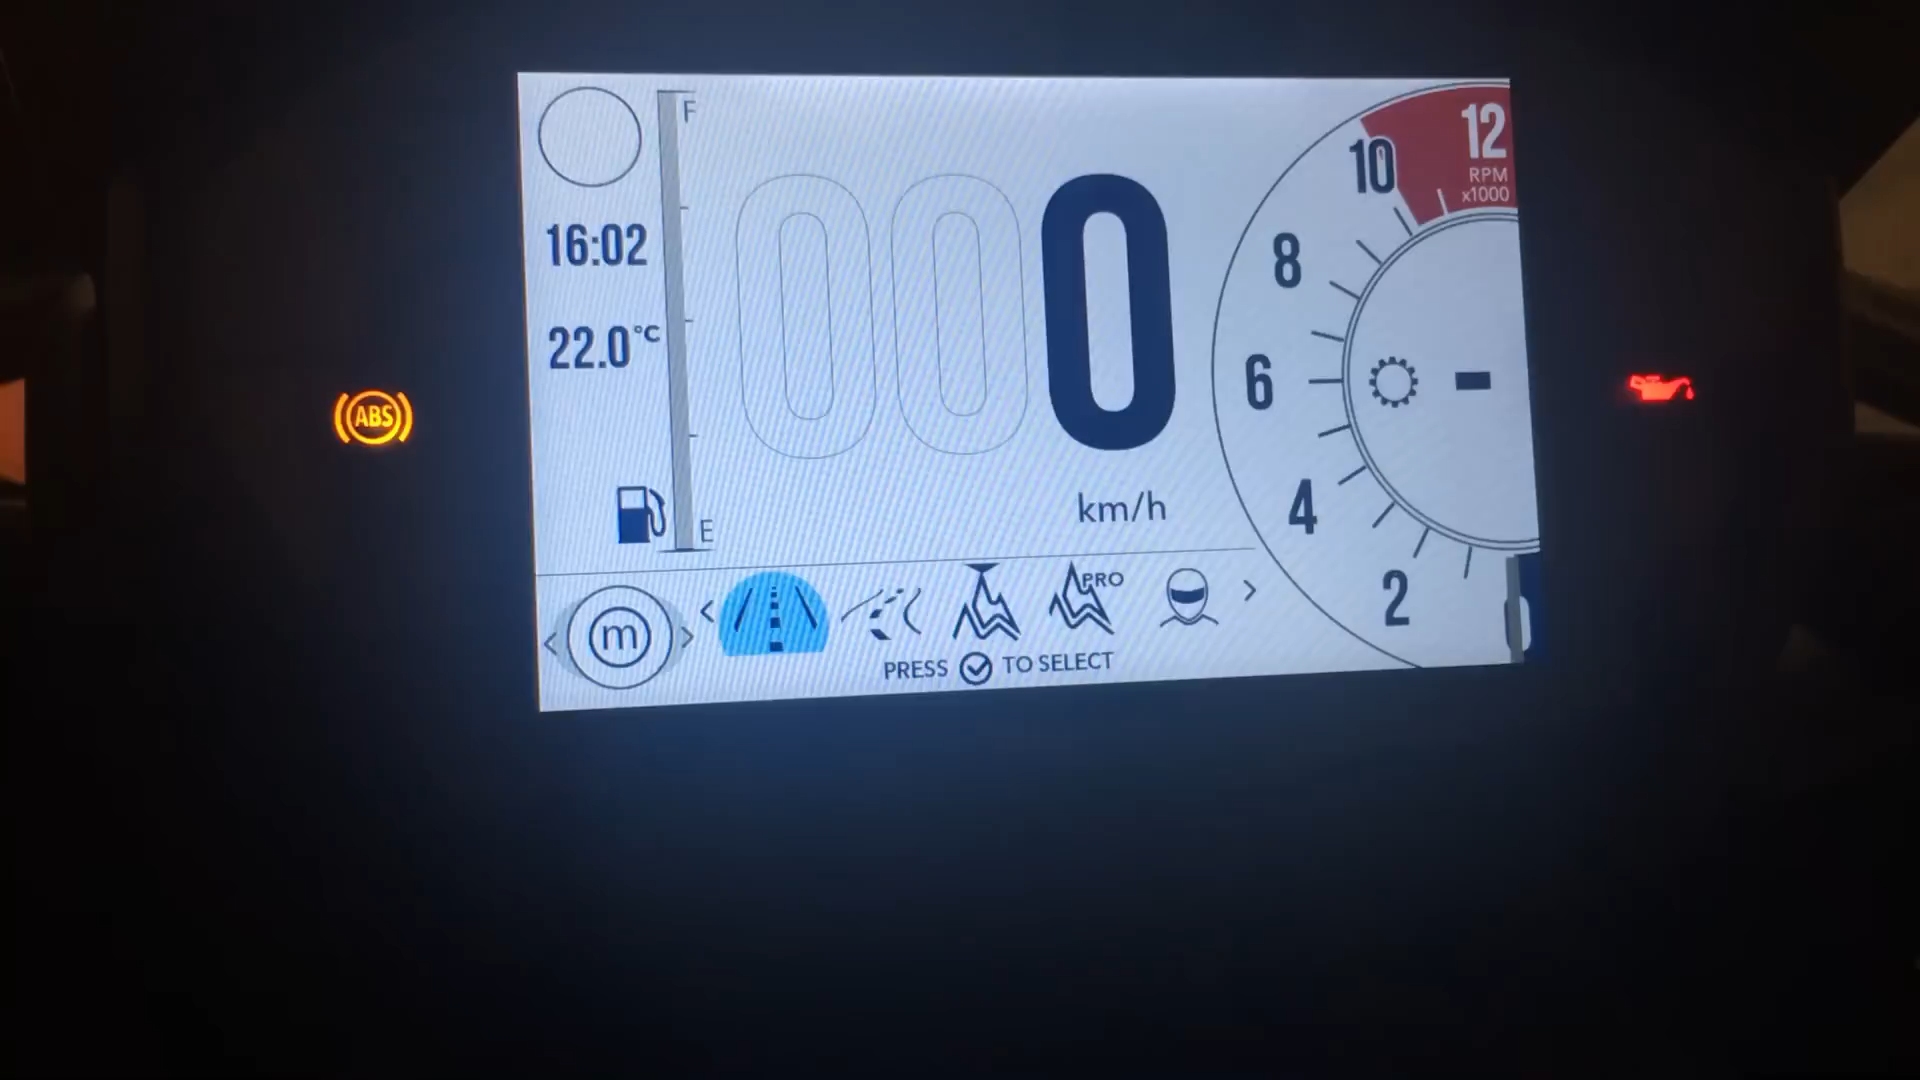 F
16:02
22.0°C
E
000
km/h
12
RPM
x1000
10
8
6
4
2
0
-
ABS
m
PRO
PRESS TO SELECT